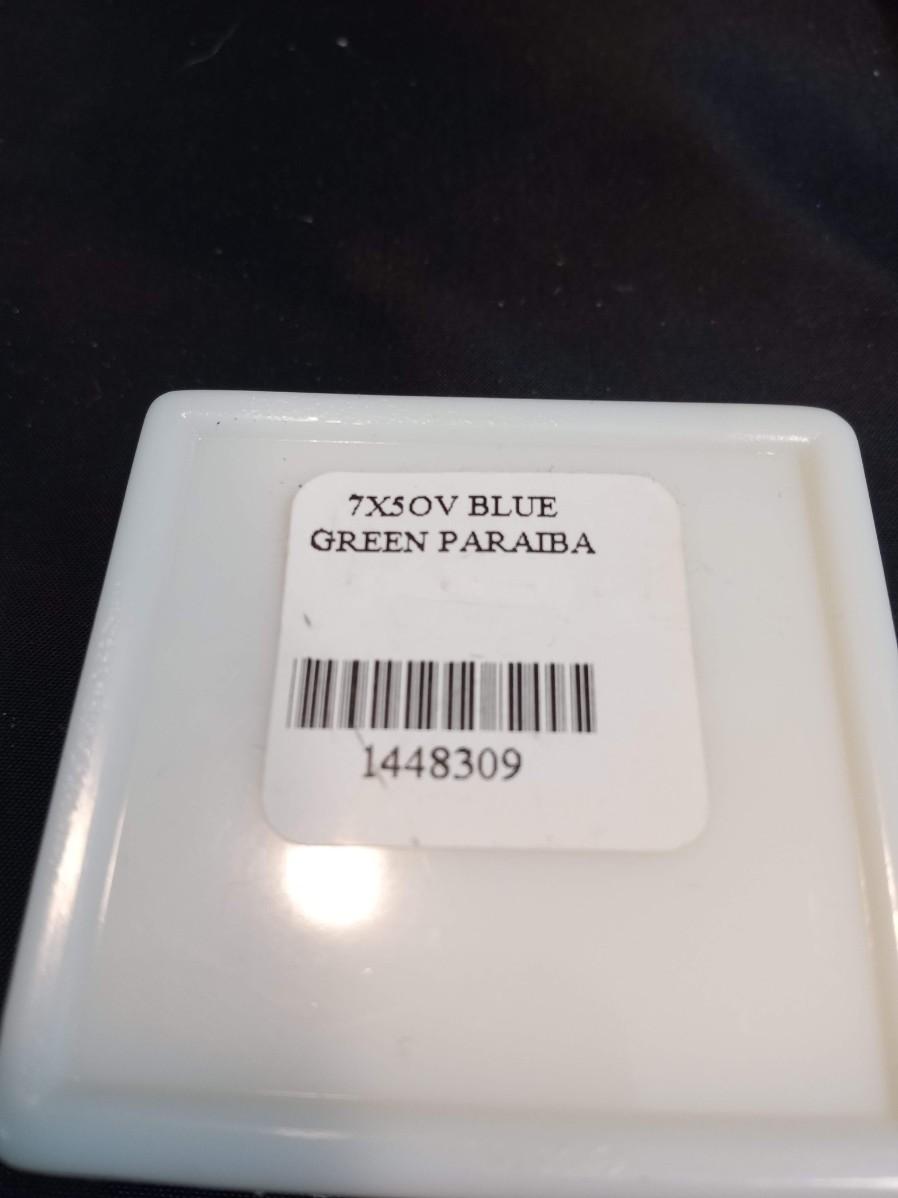 7X5OV BLUE
GREEN PARAIBA
1448309